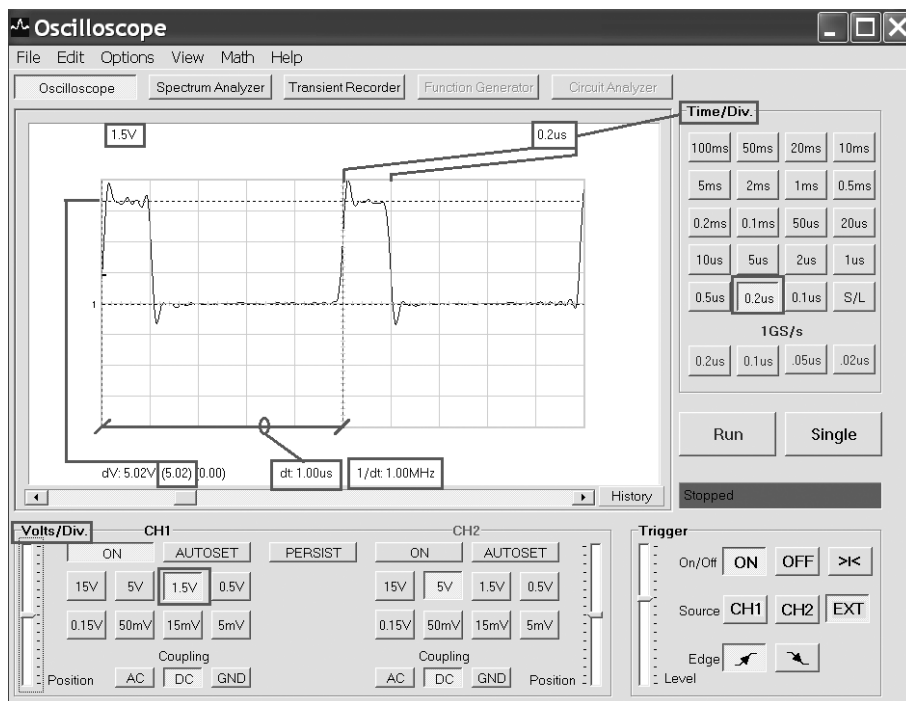 Oscilloscope
File Edit Options View Math Help
Oscilloscope Spectrum Analyzer Transient Recorder Function Generator Circuit Analyzer
1.5V 0.2us
1
dV: 5.02V (5.02) (0.00) dt: 1.00us 1/dt: 1.00MHz
History
Time/Div.
100ms 50ms 20ms 10ms
5ms 2ms 1ms 0.5ms
0.2ms 0.1ms 50us 20us
10us 5us 2us 1us
0.5us 0.2us 0.1us S/L
1GS/s
0.2us 0.1us .05us .02us
Run Single
Stopped
Volts/Div. CH1 CH2
ON AUTOSET PERSIST ON AUTOSET
15V 5V 1.5V 0.5V 15V 5V 1.5V 0.5V
0.15V 50mV 15mV 5mV 0.15V 50mV 15mV 5mV
Coupling Coupling
Position AC DC GND AC DC GND Position
Trigger
On/Off ON OFF >I<
Source CH1 CH2 EXT
Edge
Level